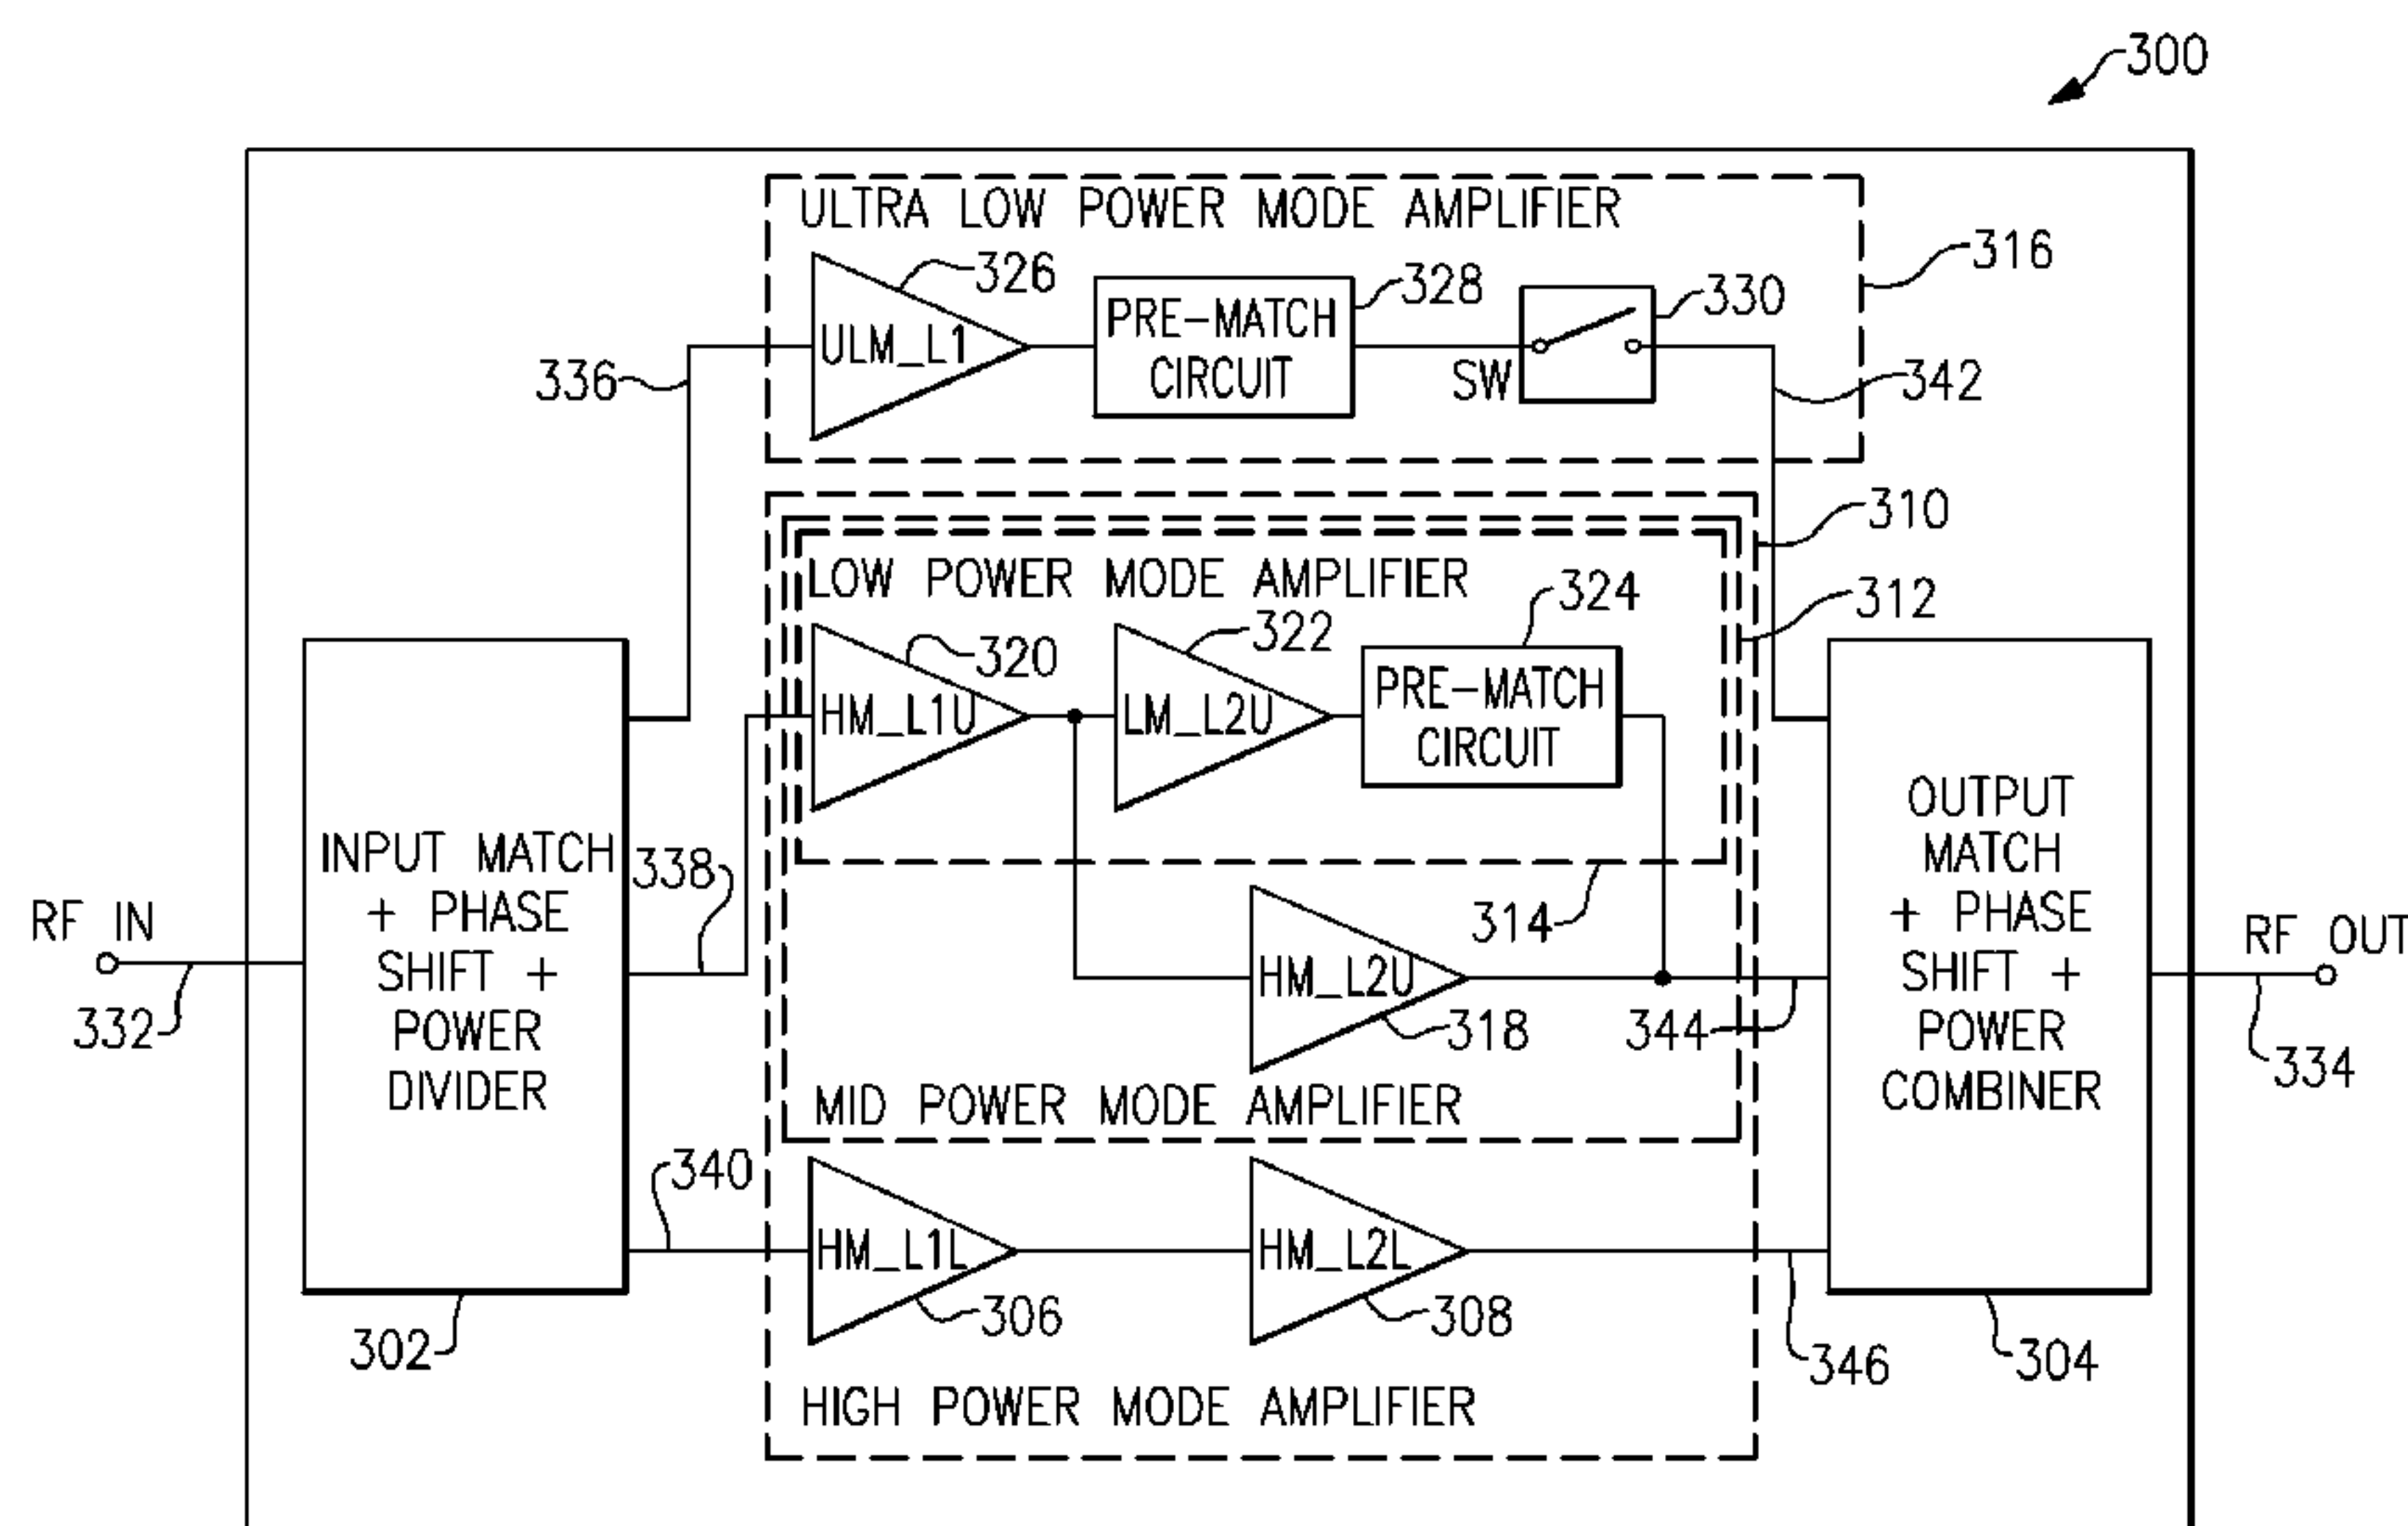 300
ULTRA LOW POWER MODE AMPLIFIER
316
326
328
330
ULM_L1
PRE-MATCH
CIRCUIT
SW
336
342
310
312
LOW POWER MODE AMPLIFIER
324
320
322
HM_L1U
LM_L2U
PRE-MATCH
CIRCUIT
INPUT MATCH
+ PHASE
SHIFT +
POWER
DIVIDER
338
314
OUTPUT
MATCH
+ PHASE
SHIFT +
POWER
COMBINER
RF IN
332
RF OUT
334
HM_L2U
318
344
MID POWER MODE AMPLIFIER
340
HM_L1L
HM_L2L
306
308
302
346
304
HIGH POWER MODE AMPLIFIER